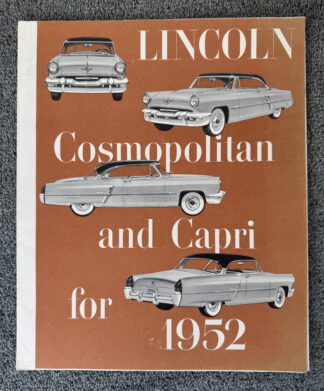 LINCOLN
Cosmopolitan
and Capri
for
1952